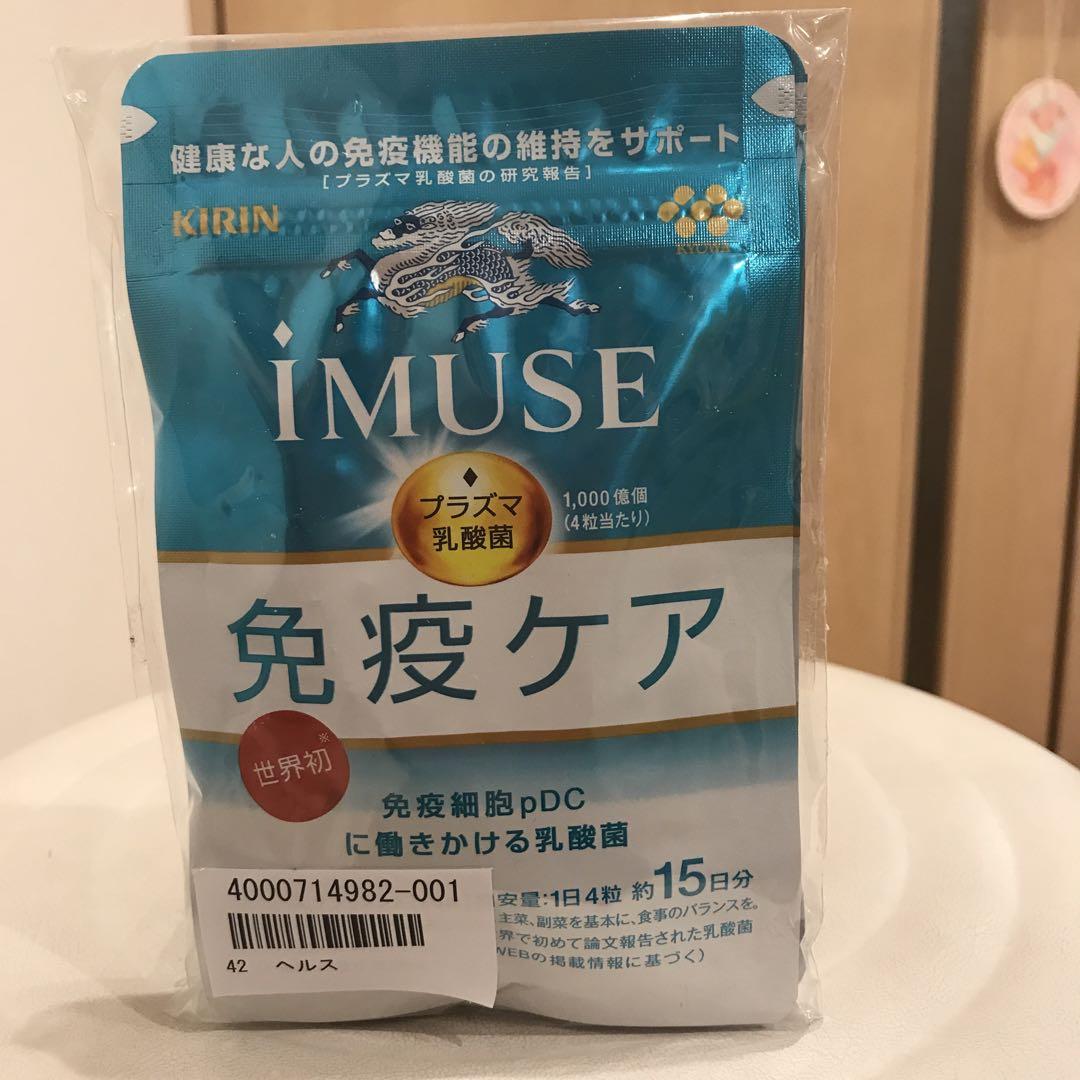 健康な人の免疫機能の維持をサポート
[プラズマ乳酸菌の研究報告]
KIRIN
KYOWA
iMUSE
プラズマ
乳酸菌
1,000億個
(4粒当たり)
免疫ケア
世界初※
免疫細胞pDC
に働きかける乳酸菌
安量:1日4粒 約15日分
主菜、副菜を基本に、食事のバランスを。
界で初めて論文報告された乳酸菌
WEBの掲載情報に基づく)
4000714982-001
42 ヘルス